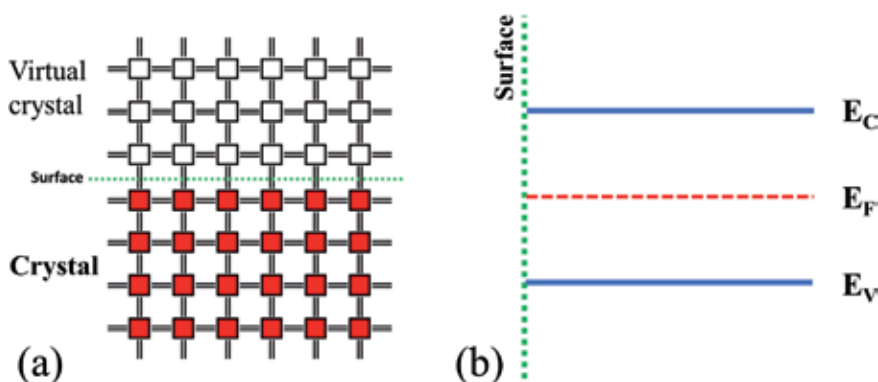 Virtual
crystal
Surface
Crystal
(a)
Surface
E_C
E_F
E_V
(b)